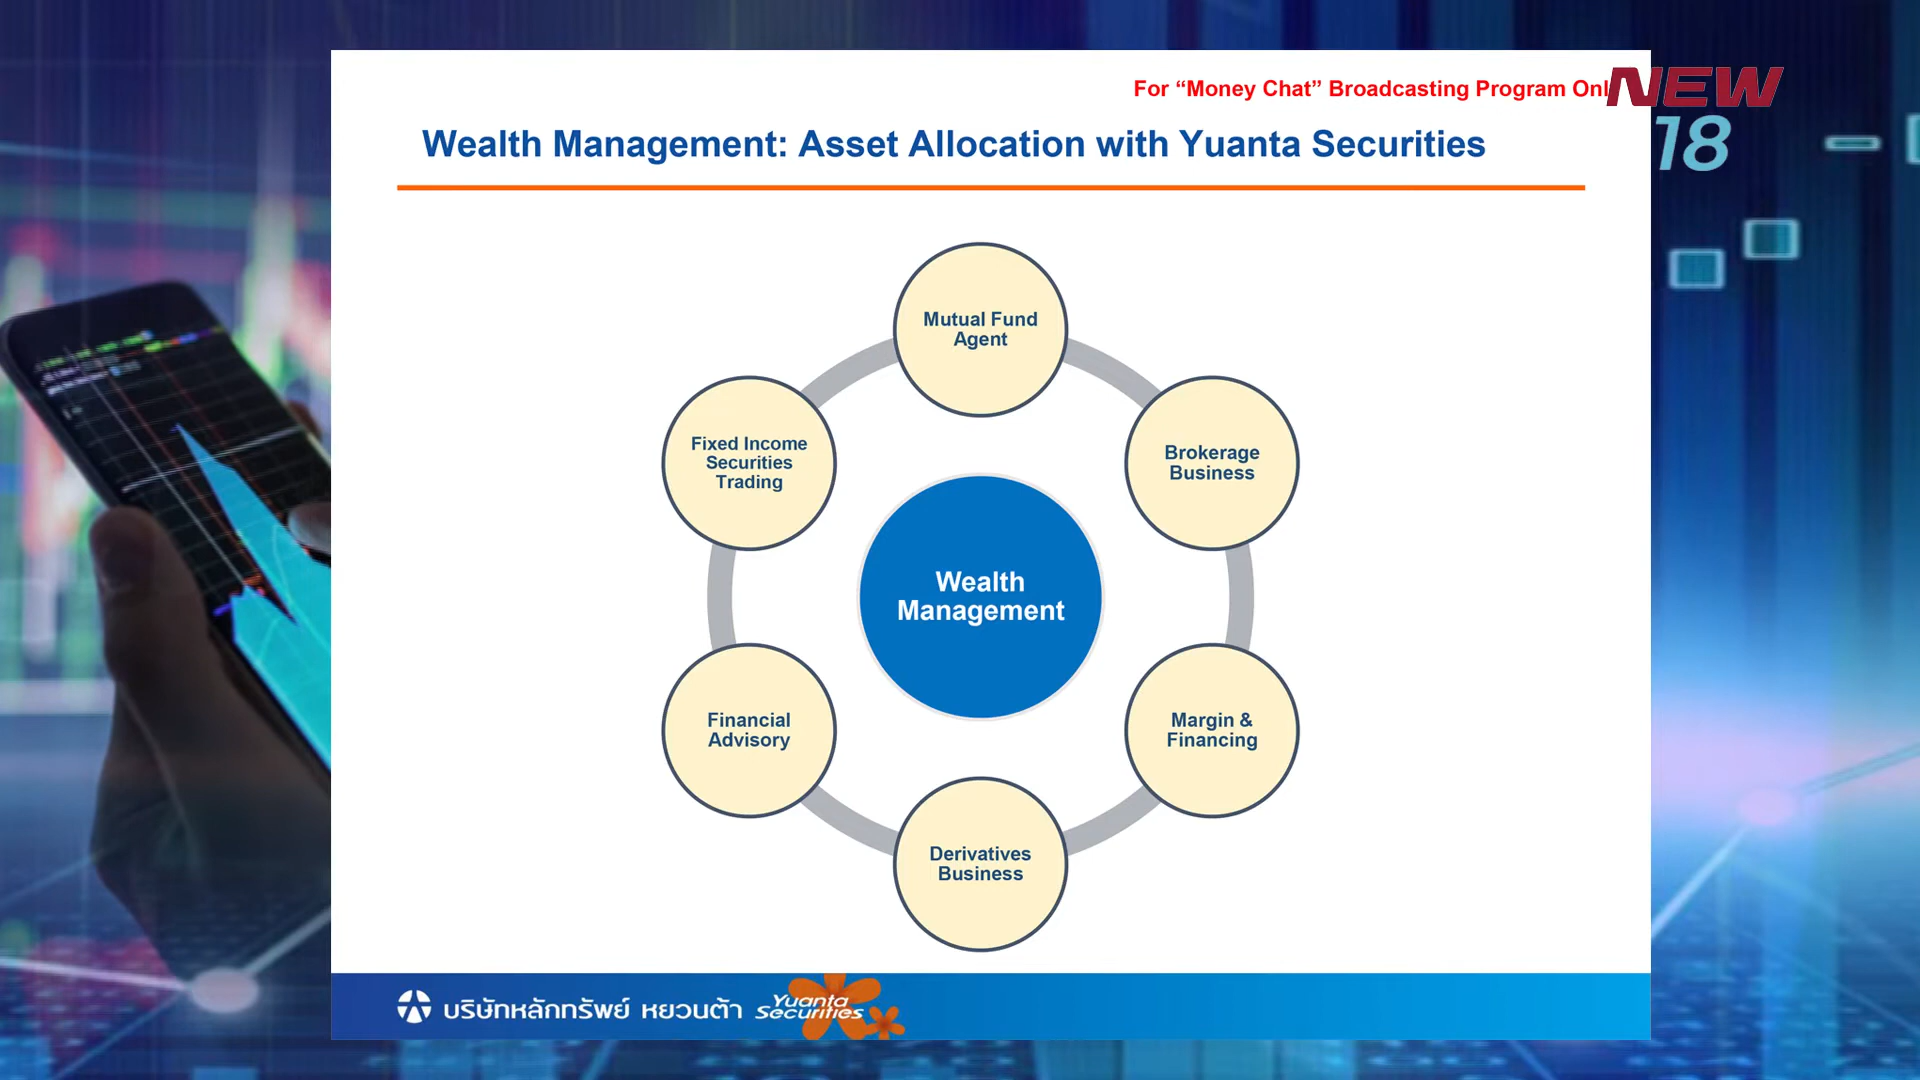 For “Money Chat” Broadcasting Program Onl
NEW
18
Wealth Management: Asset Allocation with Yuanta Securities
Mutual Fund
Agent
Fixed Income
Securities
Trading
Brokerage
Business
Wealth
Management
Financial
Advisory
Margin &
Financing
Derivatives
Business
บริษัทหลักทรัพย์ หยวนต้า
Yuanta
Securities